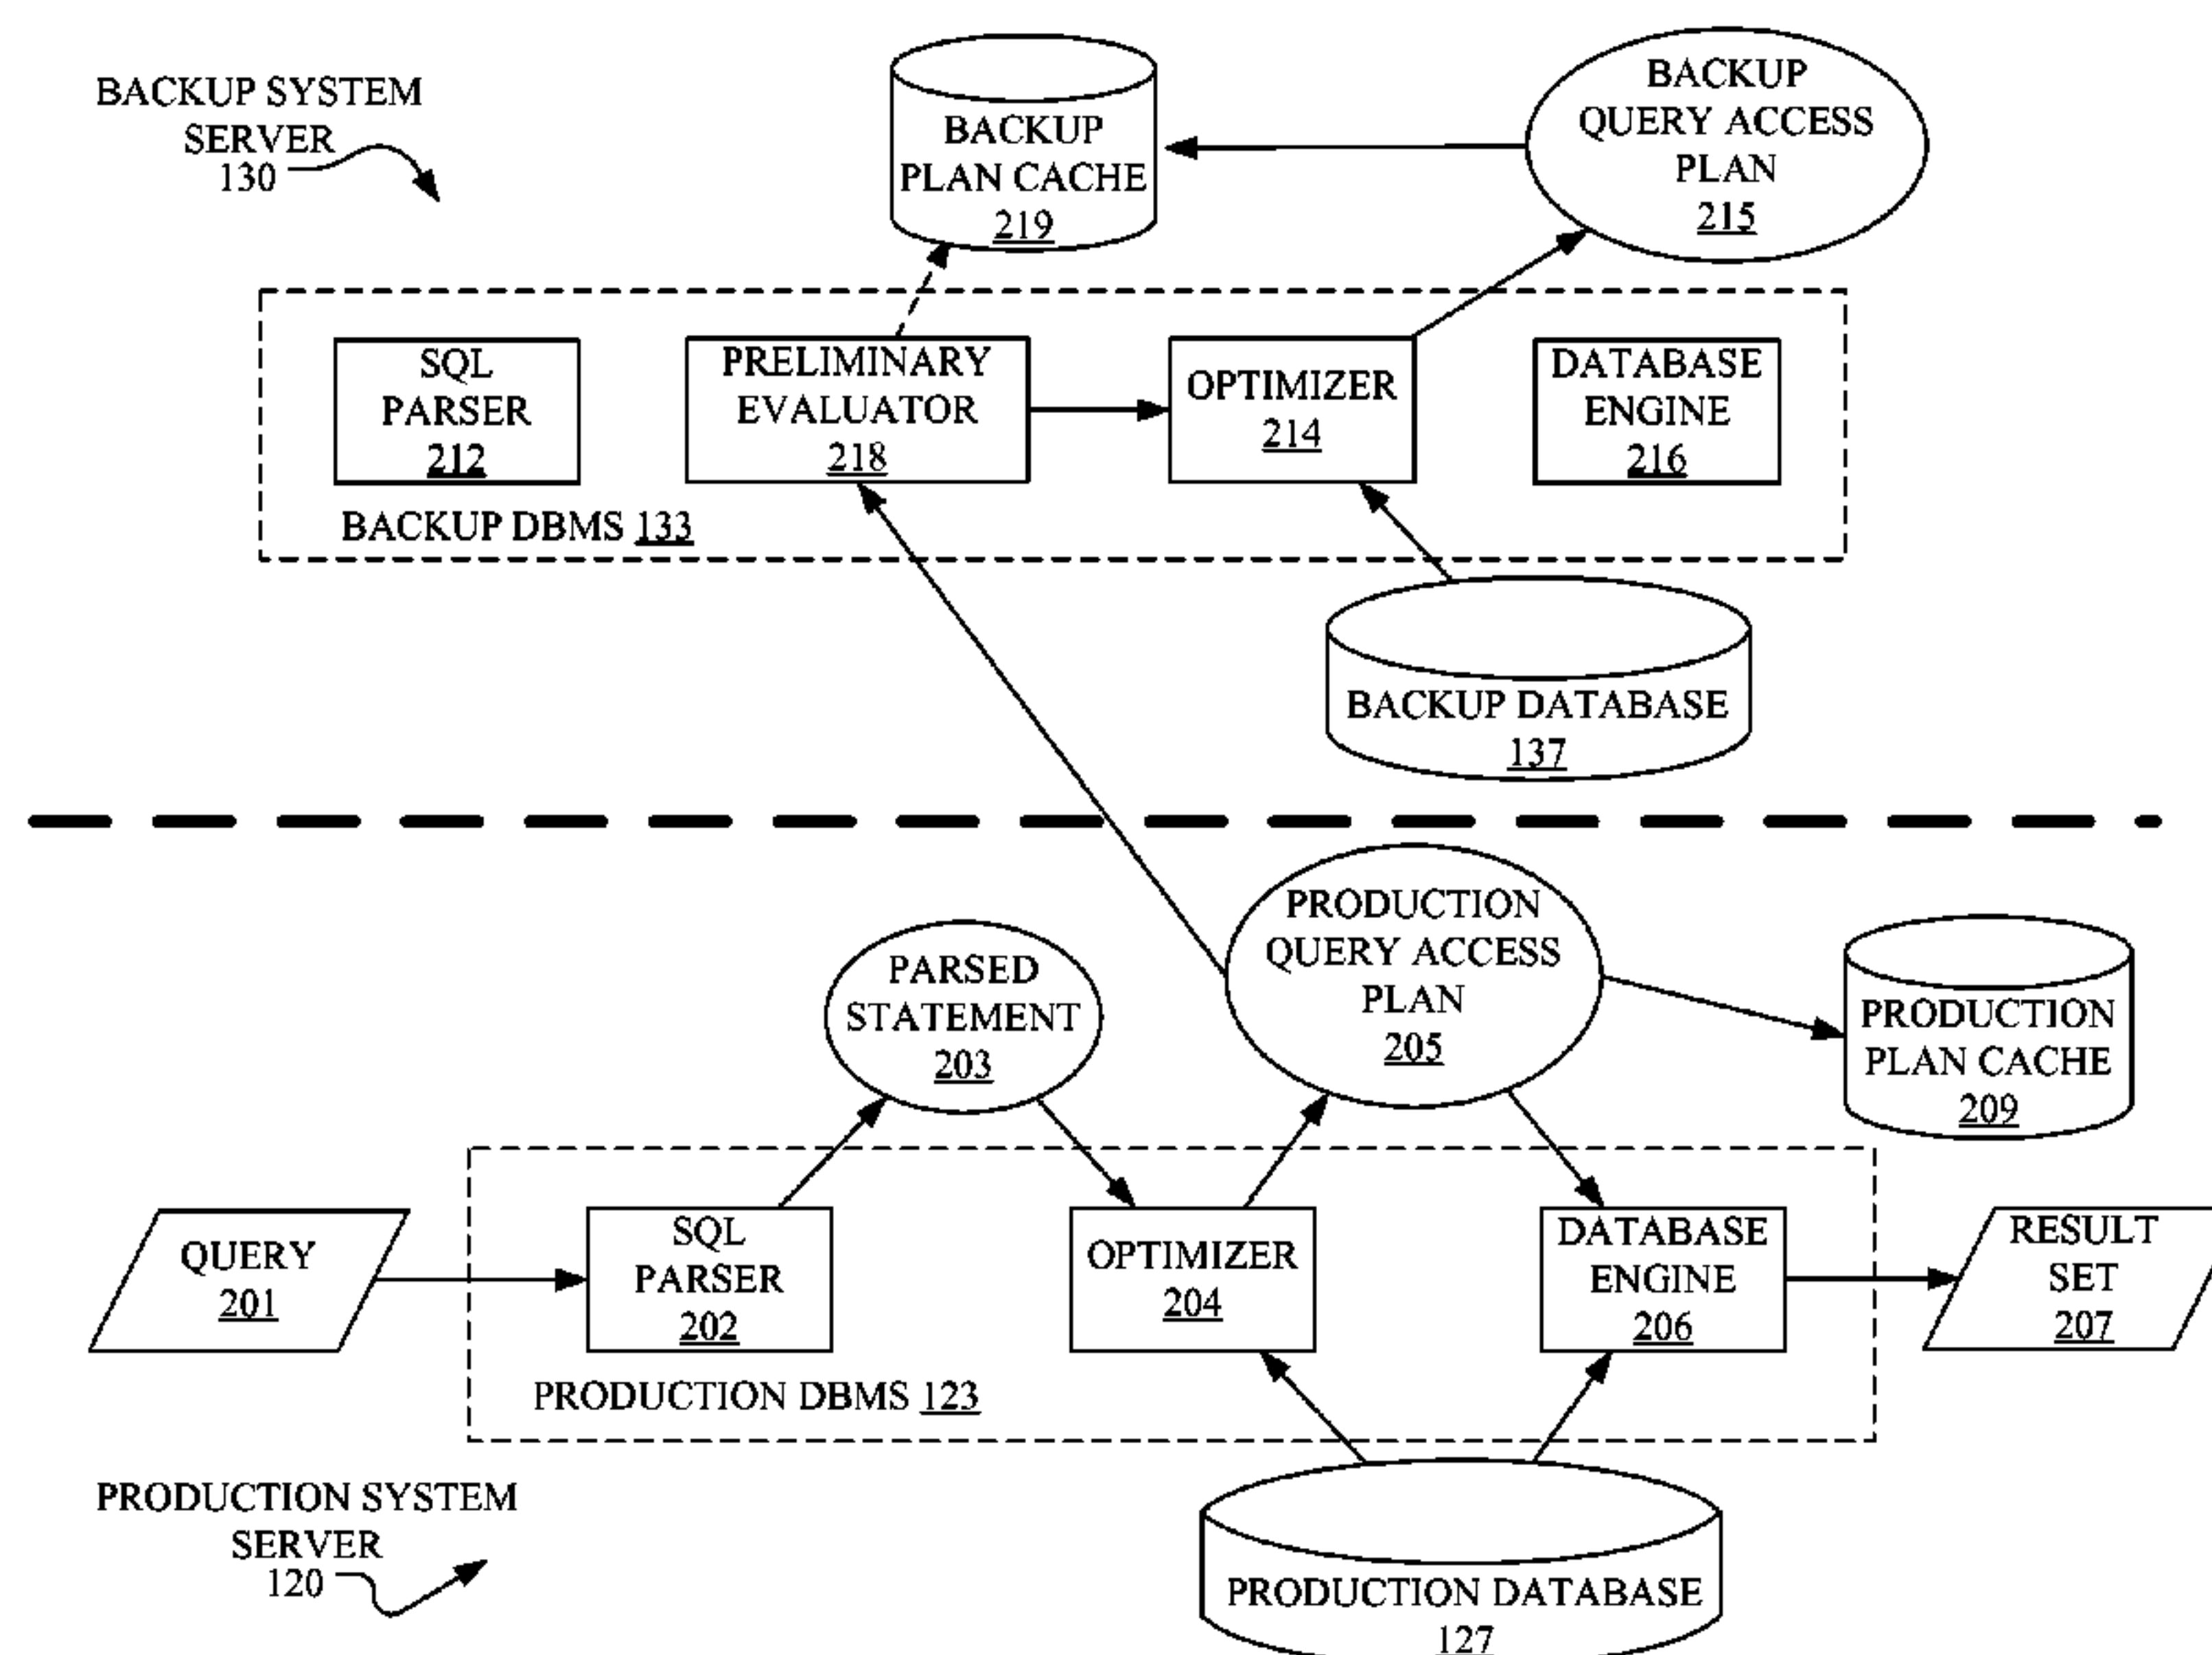 BACKUP SYSTEM
SERVER
130
BACKUP
PLAN CACHE
219
BACKUP
QUERY ACCESS
PLAN
215
SQL
PARSER
212
PRELIMINARY
EVALUATOR
218
OPTIMIZER
214
DATABASE
ENGINE
216
BACKUP DBMS 133
BACKUP DATABASE
137
PARSED
STATEMENT
203
PRODUCTION
QUERY ACCESS
PLAN
205
PRODUCTION
PLAN CACHE
209
QUERY
201
SQL
PARSER
202
OPTIMIZER
204
DATABASE
ENGINE
206
RESULT
SET
207
PRODUCTION DBMS 123
PRODUCTION SYSTEM
SERVER
120
PRODUCTION DATABASE
127